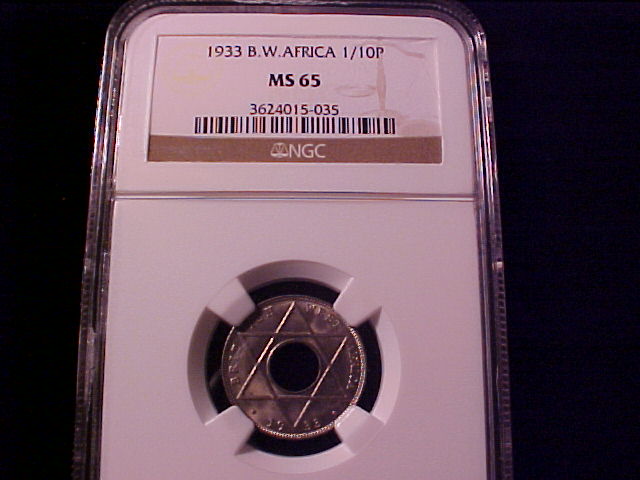 1933 B.W.AFRICA 1/10P
MS 65
3624015-035
NGC